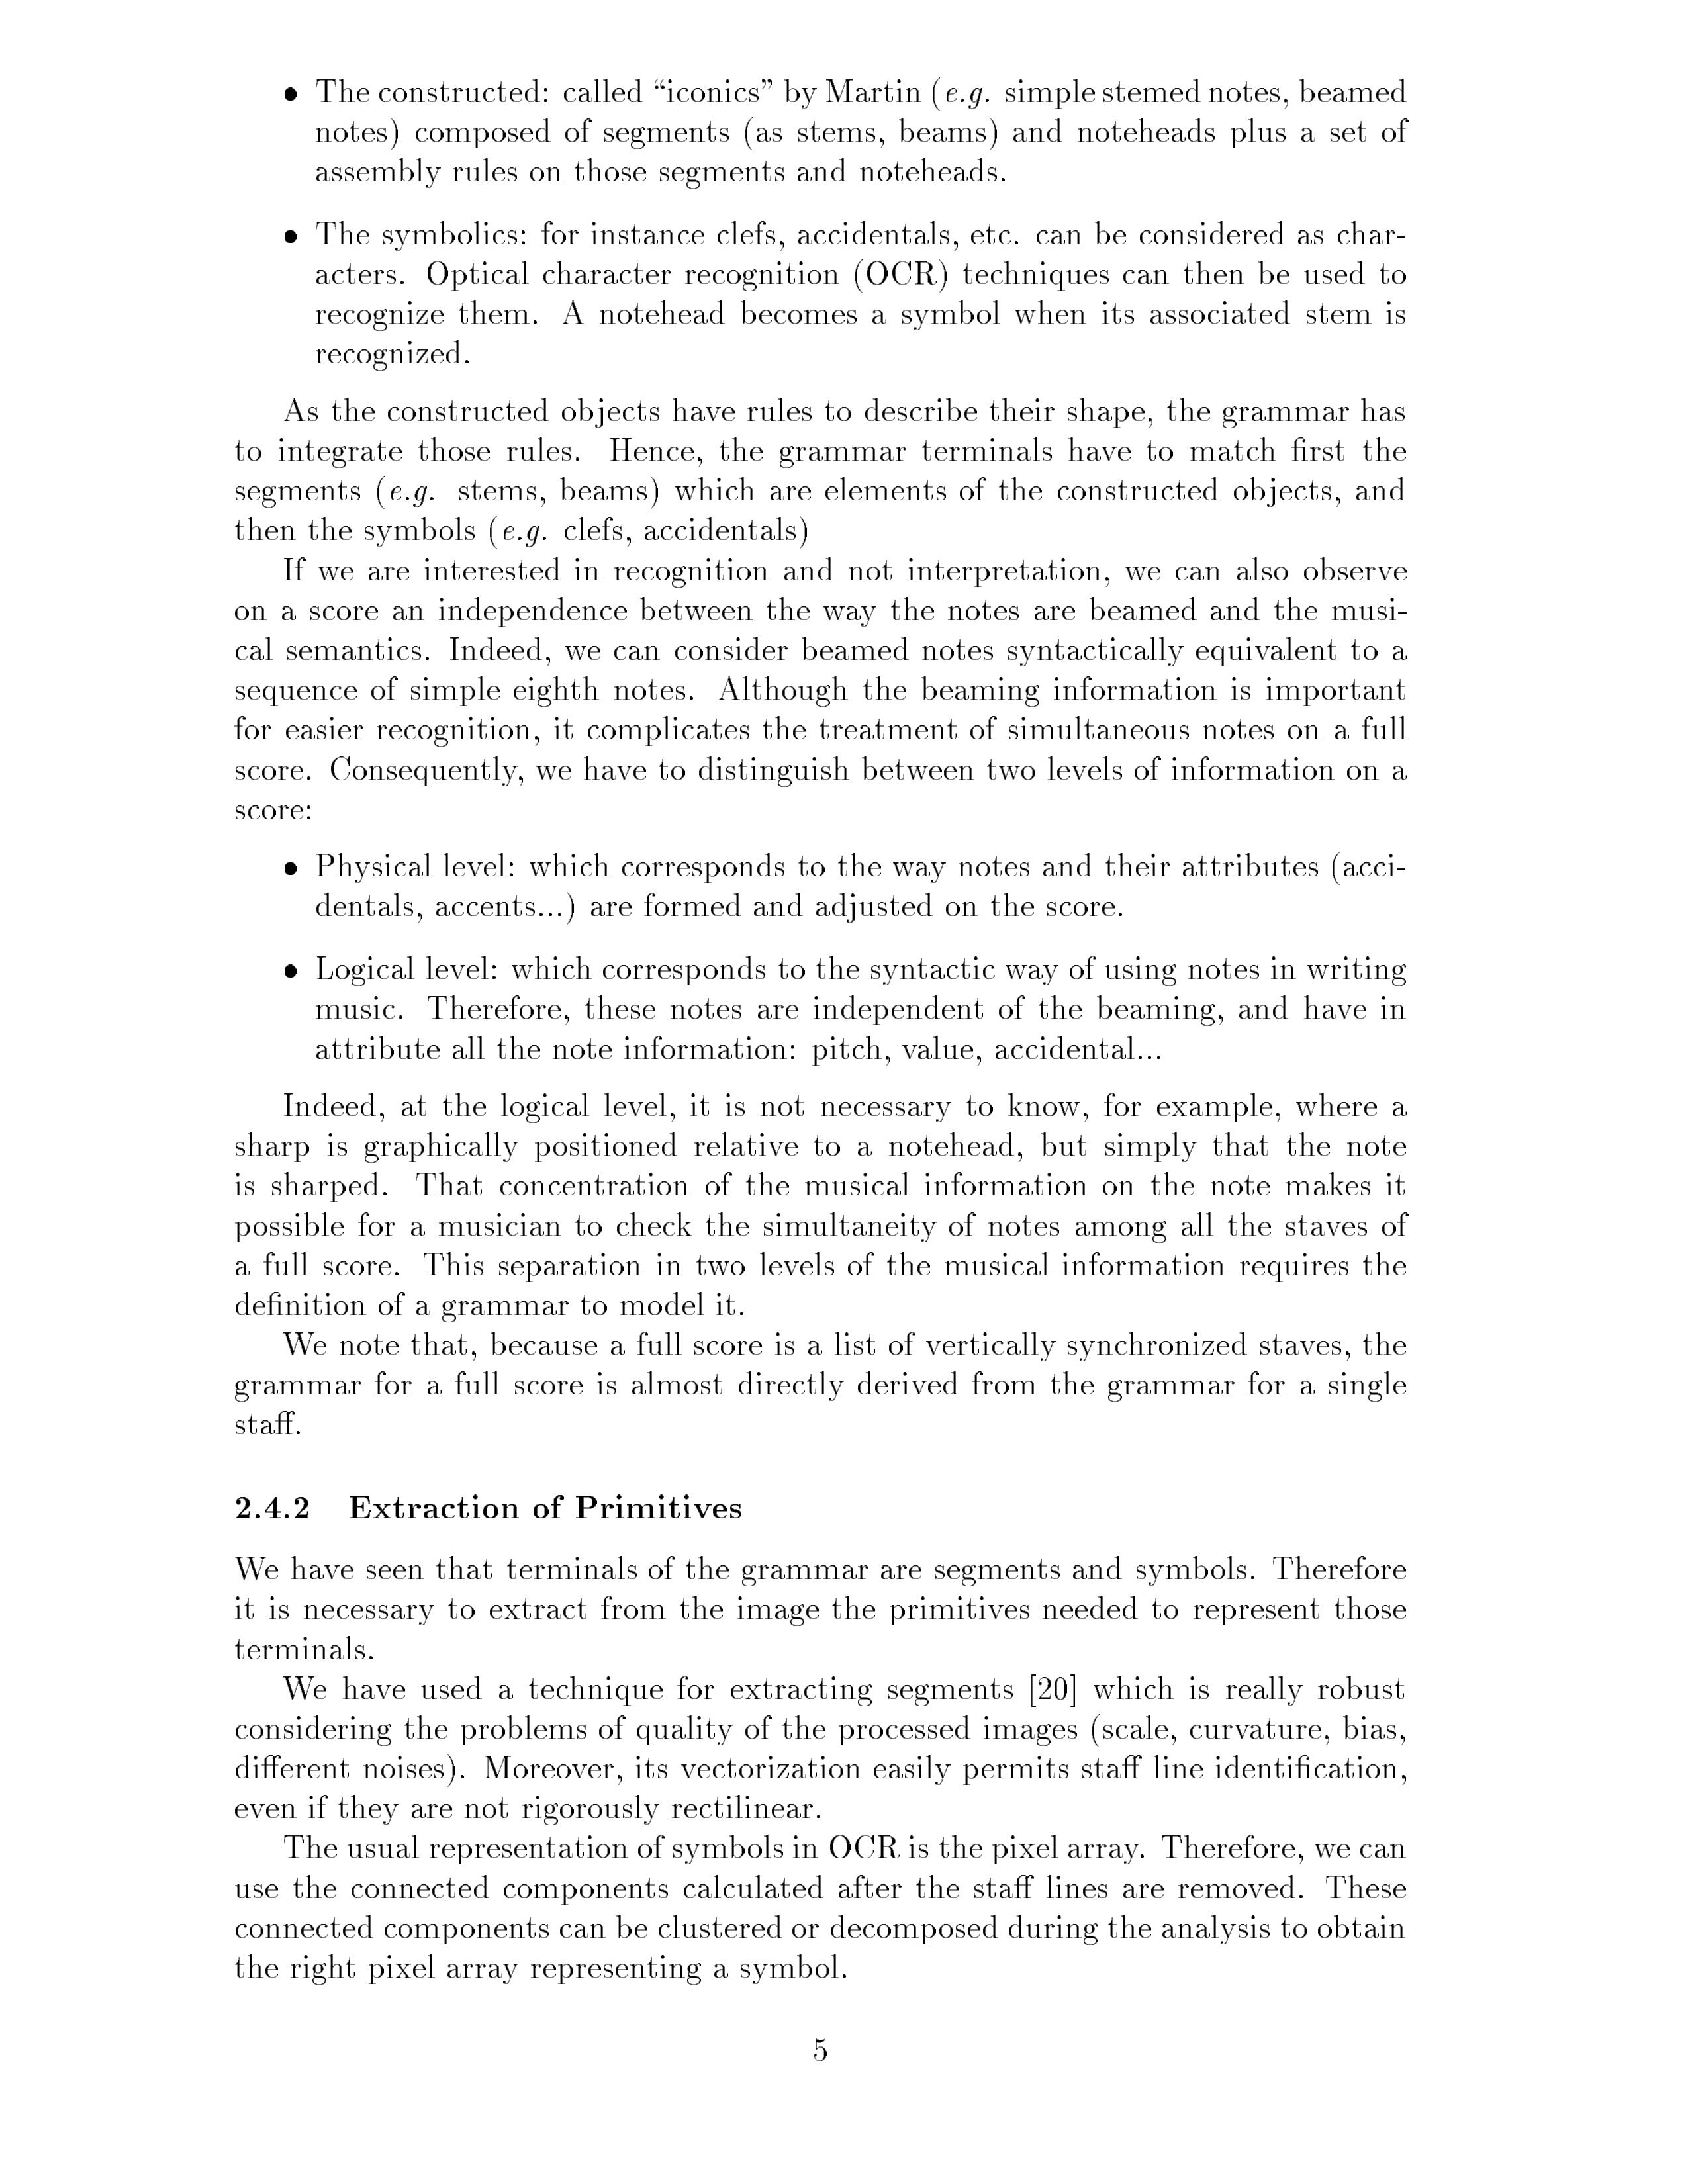 • The constructed: called “iconics” by Martin (e.g. simple stemed notes, beamed
notes) composed of segments (as stems, beams) and noteheads plus a set of
assembly rules on those segments and noteheads.
• The symbolics: for instance clefs, accidentals, etc. can be considered as char-
acters. Optical character recognition (OCR) techniques can then be used to
recognize them. A notehead becomes a symbol when its associated stem is
recognized.
As the constructed objects have rules to describe their shape, the grammar has
to integrate those rules. Hence, the grammar terminals have to match first the
segments (e.g. stems, beams) which are elements of the constructed objects, and
then the symbols (e.g. clefs, accidentals)
If we are interested in recognition and not interpretation, we can also observe
on a score an independence between the way the notes are beamed and the musi-
cal semantics. Indeed, we can consider beamed notes syntactically equivalent to a
sequence of simple eighth notes. Although the beaming information is important
for easier recognition, it complicates the treatment of simultaneous notes on a full
score. Consequently, we have to distinguish between two levels of information on a
score:
• Physical level: which corresponds to the way notes and their attributes (acci-
dentals, accents...) are formed and adjusted on the score.
• Logical level: which corresponds to the syntactic way of using notes in writing
music. Therefore, these notes are independent of the beaming, and have in
attribute all the note information: pitch, value, accidental...
Indeed, at the logical level, it is not necessary to know, for example, where a
sharp is graphically positioned relative to a notehead, but simply that the note
is sharped. That concentration of the musical information on the note makes it
possible for a musician to check the simultaneity of notes among all the staves of
a full score. This separation in two levels of the musical information requires the
definition of a grammar to model it.
We note that, because a full score is a list of vertically synchronized staves, the
grammar for a full score is almost directly derived from the grammar for a single
staff.
2.4.2 Extraction of Primitives
We have seen that terminals of the grammar are segments and symbols. Therefore
it is necessary to extract from the image the primitives needed to represent those
terminals.
We have used a technique for extracting segments [20] which is really robust
considering the problems of quality of the processed images (scale, curvature, bias,
different noises). Moreover, its vectorization easily permits staff line identification,
even if they are not rigorously rectilinear.
The usual representation of symbols in OCR is the pixel array. Therefore, we can
use the connected components calculated after the staff lines are removed. These
connected components can be clustered or decomposed during the analysis to obtain
the right pixel array representing a symbol.
5